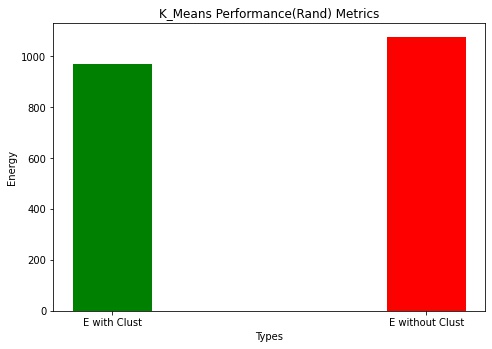 K_Means Performance(Rand) Metrics
1000
800
600
400
200
0
Energy
E with Clust
E without Clust
Types